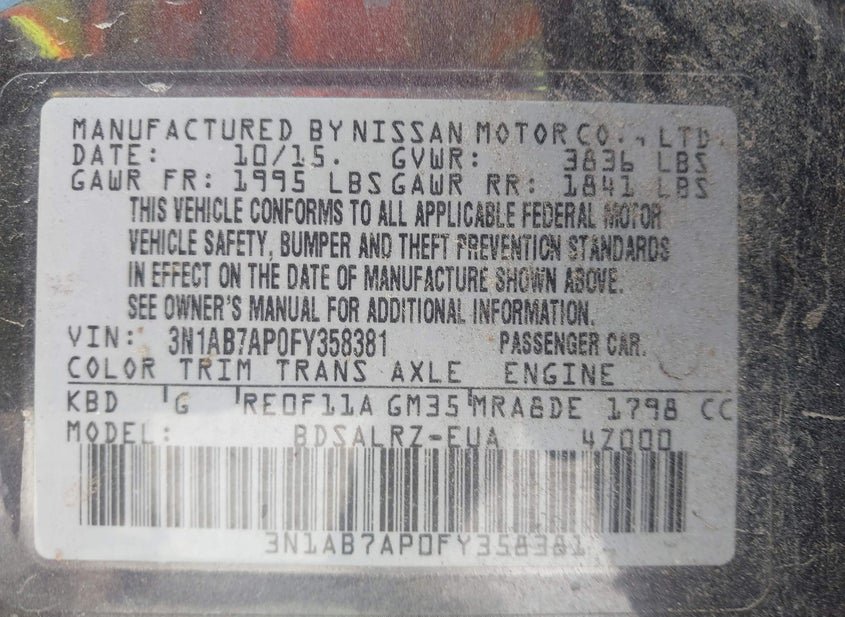 MANUFACTURED BY NISSAN MOTOR CO., LTD.
DATE: 10/15. GVWR: 3836 LBS
GAWR FR: 1995 LBS GAWR RR: 1841 LBS
THIS VEHICLE CONFORMS TO ALL APPLICABLE FEDERAL MOTOR
VEHICLE SAFETY, BUMPER AND THEFT PREVENTION STANDARDS
IN EFFECT ON THE DATE OF MANUFACTURE SHOWN ABOVE.
SEE OWNER'S MANUAL FOR ADDITIONAL INFORMATION.
VIN: 3N1AB7AP0FY358381 PASSENGER CAR.
COLOR TRIM TRANS AXLE ENGINE
KBD G RE0F11A GM35 MRA8DE 1798 CC
MODEL: BDSALRZ-EUA 4Z000
3N1AB7AP0FY358381